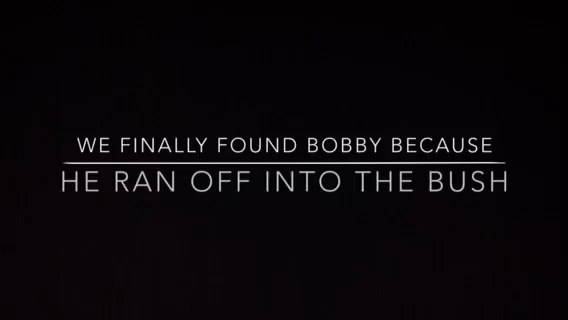 WE FINALLY FOUND BOBBY BECAUSE
HE RAN OFF INTO THE BUSH